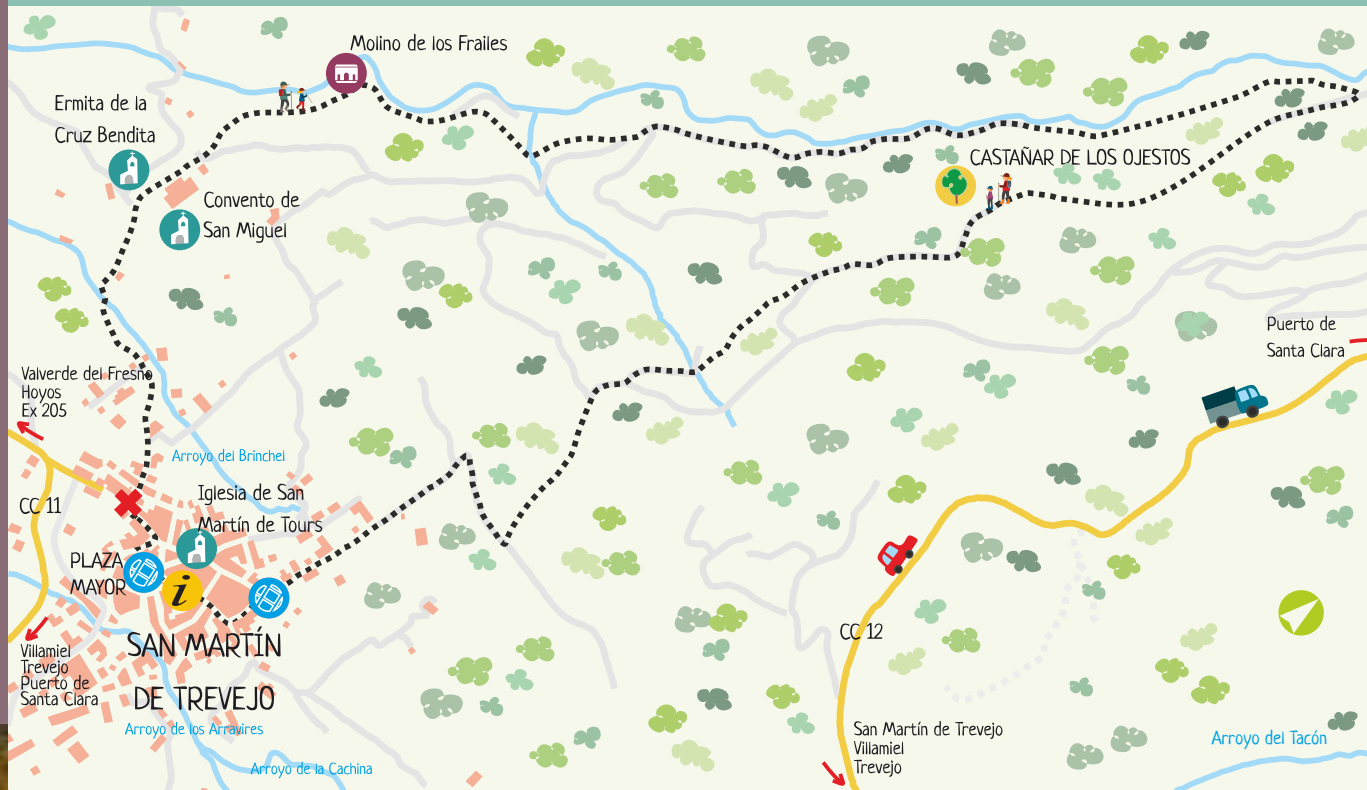 Molino de los Frailes
Ermita de la
Cruz Bendita
Convento de
San Miguel
CASTAÑAR DE LOS OJESTOS
Puerto de
Santa Clara
Valverde del Fresno
Hoyos
Ex 205
Arroyo del Brinchel
CC 11
Iglesia de San
Martín de Tours
PLAZA
MAYOR
i
SAN MARTÍN
DE TREVEJO
Villamiel
Trevejo
Puerto de
Santa Clara
Arroyo de los Arravires
Arroyo de la Cachina
CC 12
San Martín de Trevejo
Villamiel
Trevejo
Arroyo del Tacón